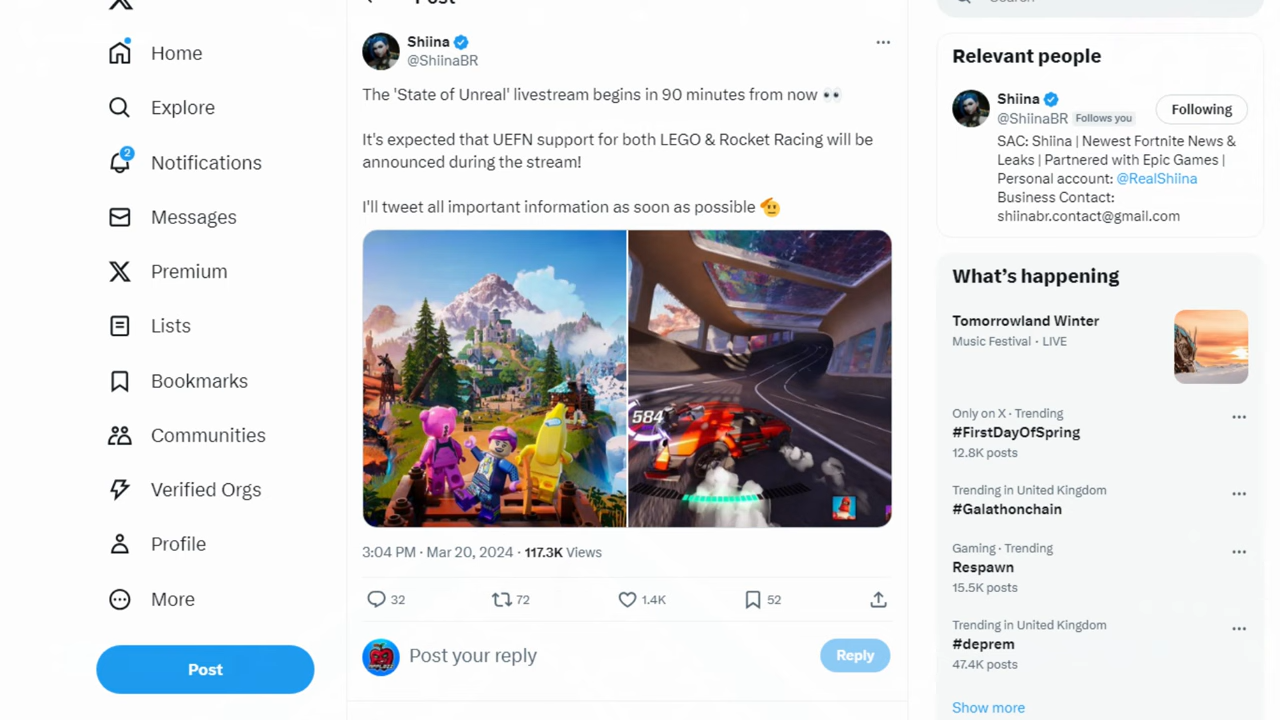 Post
Search
Home
Explore
2
Notifications
Messages
Premium
Lists
Bookmarks
Communities
Verified Orgs
Profile
More
Post
Shiina
@ShiinaBR
The 'State of Unreal' livestream begins in 90 minutes from now 👀
It's expected that UEFN support for both LEGO & Rocket Racing will be
announced during the stream!
I'll tweet all important information as soon as possible 🫡
584
3:04 PM · Mar 20, 2024 · 117.3K Views
32
72
1.4K
52
Post your reply
Reply
Relevant people
Shiina
@ShiinaBR Follows you
Following
SAC: Shiina | Newest Fortnite News &
Leaks | Partnered with Epic Games |
Personal account: @RealShiina
Business Contact:
shiinabr.contact@gmail.com
What's happening
Tomorrowland Winter
Music Festival · LIVE
Only on X · Trending
#FirstDayOfSpring
12.8K posts
Trending in United Kingdom
#Galathonchain
Gaming · Trending
Respawn
15.5K posts
Trending in United Kingdom
#deprem
47.4K posts
Show more